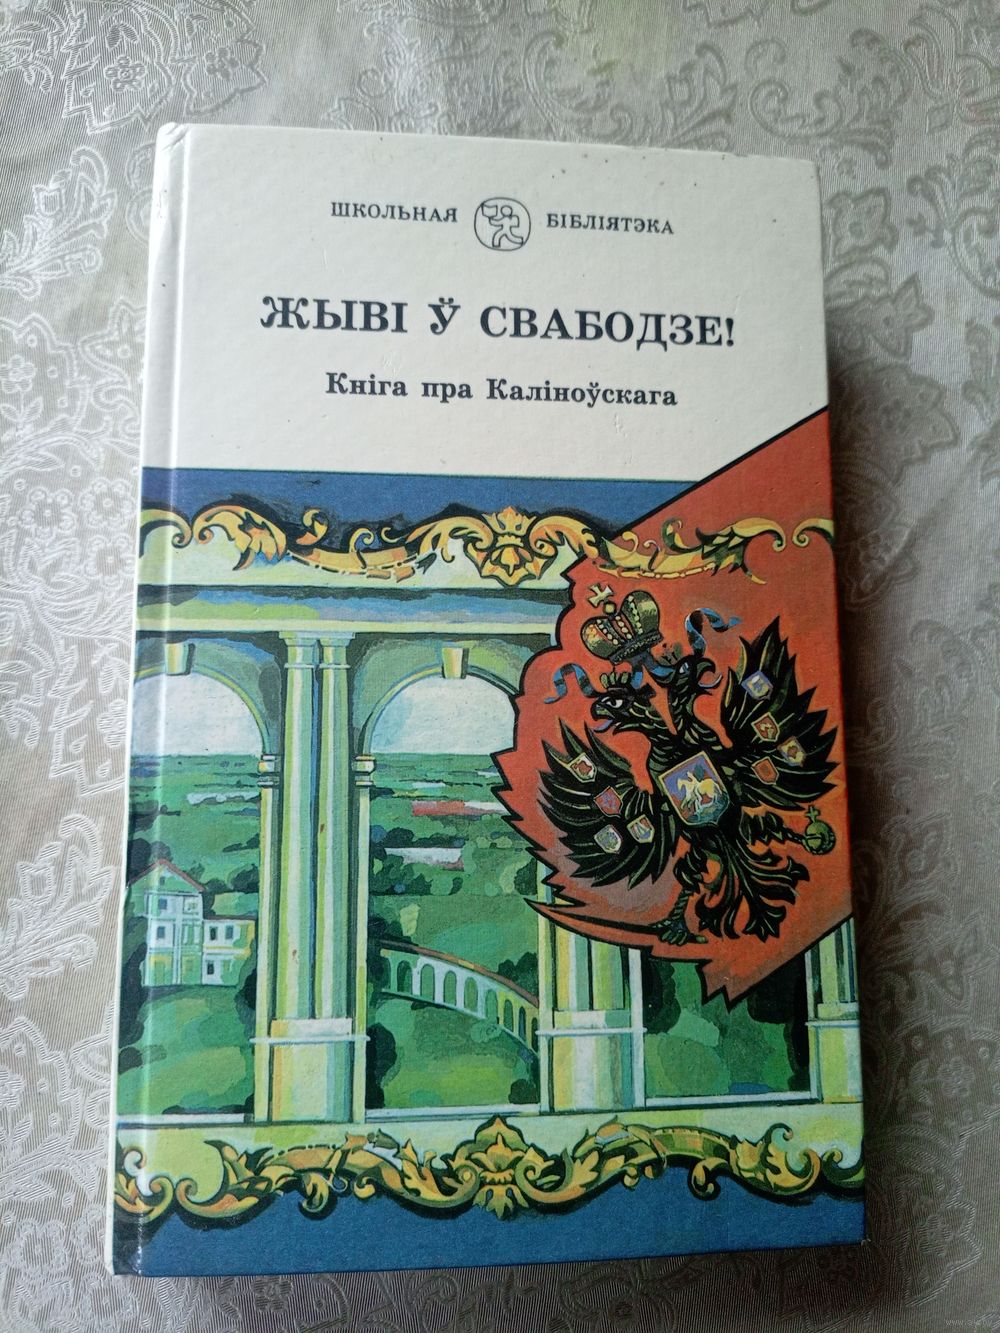 ШКОЛЬНАЯ БІБЛІЯТЭКА
ЖЫВІ Ў СВАБОДЗЕ!
Кніга пра Каліноўскага